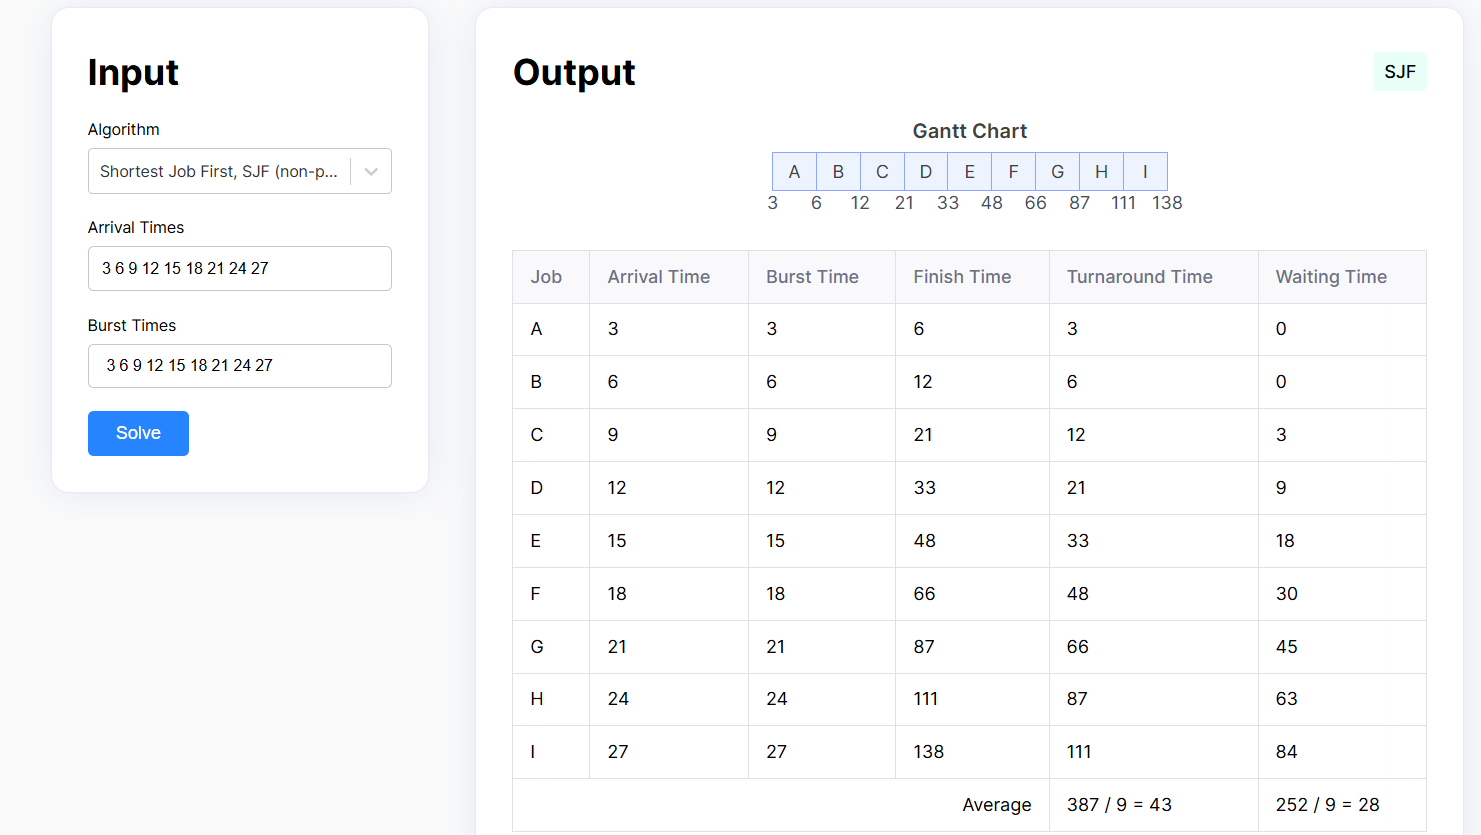 Input
Algorithm
Shortest Job First, SJF (non-p...
Arrival Times
3 6 9 12 15 18 21 24 27
Burst Times
3 6 9 12 15 18 21 24 27
Solve
Output
SJF
Gantt Chart
A B C D E F G H I
3 6 12 21 33 48 66 87 111 138
Job Arrival Time Burst Time Finish Time Turnaround Time Waiting Time
A 3 3 6 3 0
B 6 6 12 6 0
C 9 9 21 12 3
D 12 12 33 21 9
E 15 15 48 33 18
F 18 18 66 48 30
G 21 21 87 66 45
H 24 24 111 87 63
I 27 27 138 111 84
Average 387 / 9 = 43 252 / 9 = 28